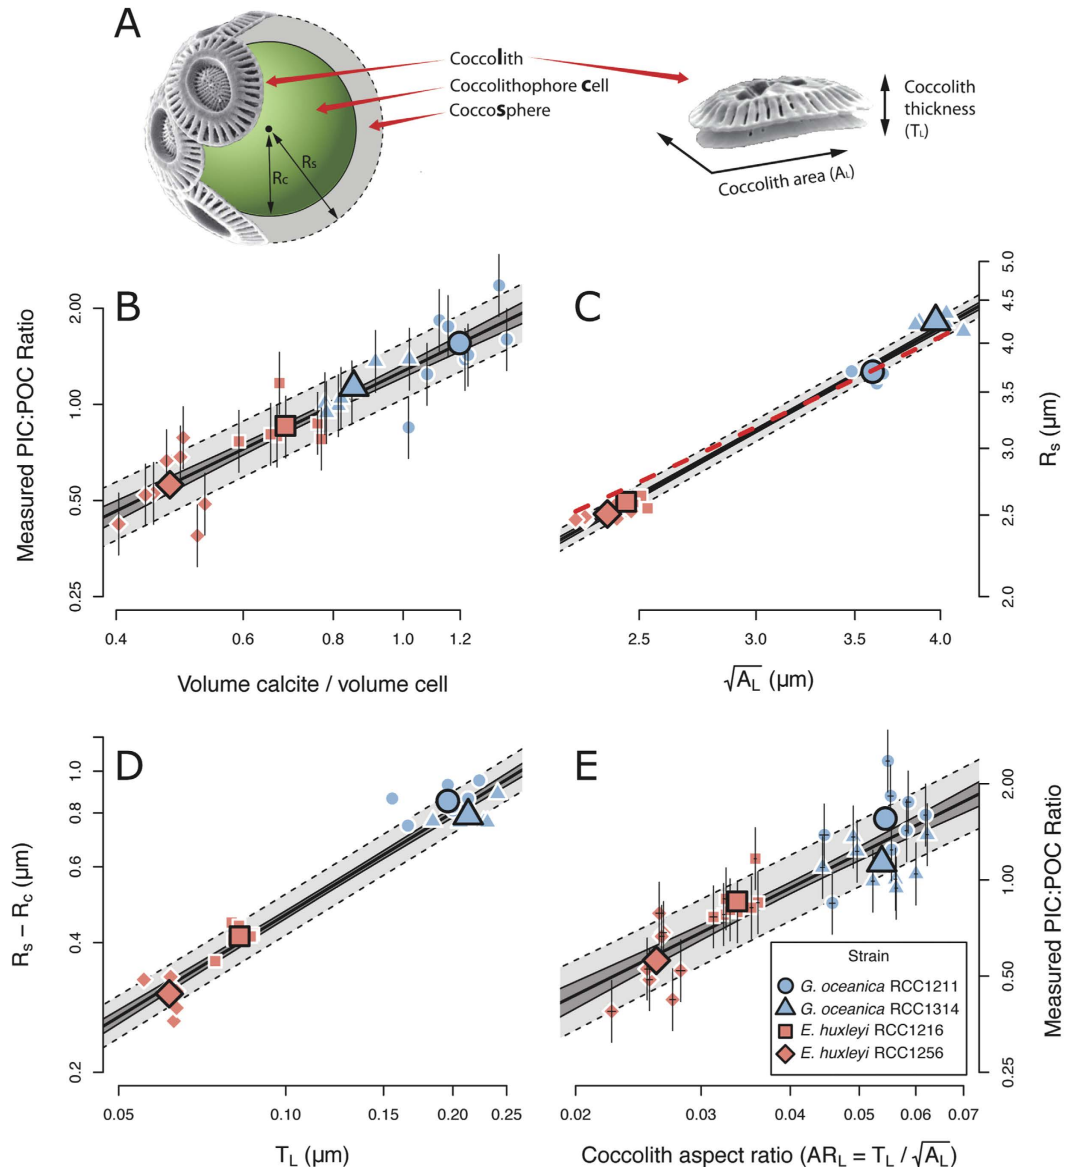 A
Coccolith
Coccolithophore cell
Coccosphere
Rc
Rs
Coccolith
thickness
(TL)
Coccolith area (AL)
B
Measured PIC:POC Ratio
2.00
1.00
0.50
0.25
0.4
0.6
0.8
1.0
1.2
Volume calcite / volume cell
C
5.0
4.5
4.0
3.5
3.0
2.5
2.0
Rs (µm)
2.5
3.0
3.5
4.0
√AL (µm)
D
Rs − Rc (µm)
1.0
0.8
0.6
0.4
0.2
0.05
0.10
0.20
0.25
TL (µm)
E
2.00
1.00
0.50
0.25
Measured PIC:POC Ratio
Strain
G. oceanica RCC1211
G. oceanica RCC1314
E. huxleyi RCC1216
E. huxleyi RCC1256
0.02
0.03
0.04
0.05
0.06
0.07
Coccolith aspect ratio (ARL = TL / √AL)